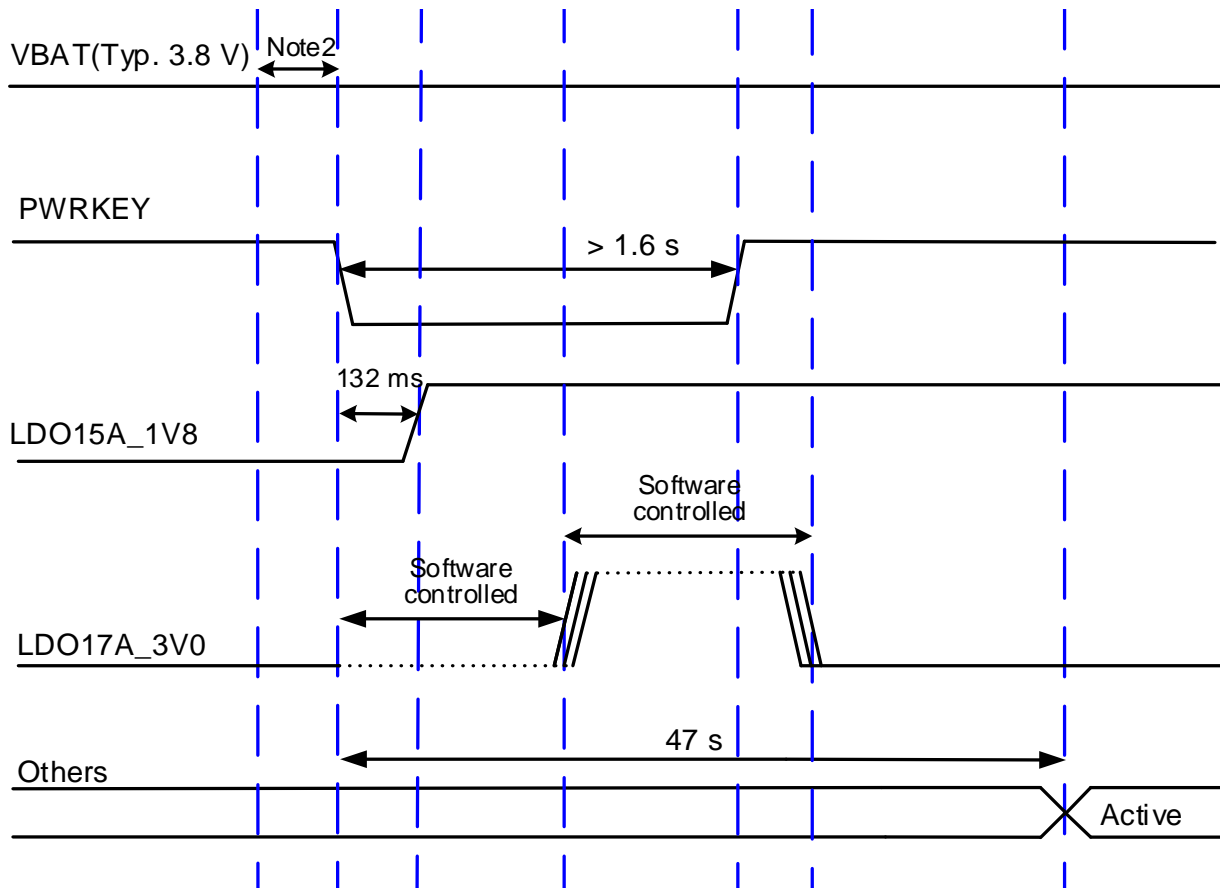 VBAT(Typ. 3.8 V)
Note2
PWRKEY
> 1.6 s
132 ms
LDO15A_1V8
Software
controlled
Software
controlled
LDO17A_3V0
47 s
Others
Active